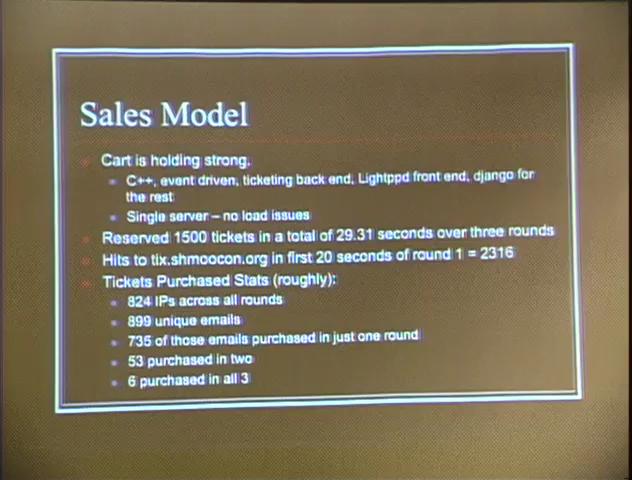 Sales Model
Cart is holding strong.
C++, event driven, ticketing back end, Lightppd front end, django for
the rest
Single server – no load issues
Reserved 1500 tickets in a total of 29.31 seconds over three rounds
Hits to tix.shmoocon.org in first 20 seconds of round 1 = 2316
Tickets Purchased Stats (roughly):
824 IPs across all rounds
899 unique emails
735 of those emails purchased in just one round
53 purchased in two
6 purchased in all 3